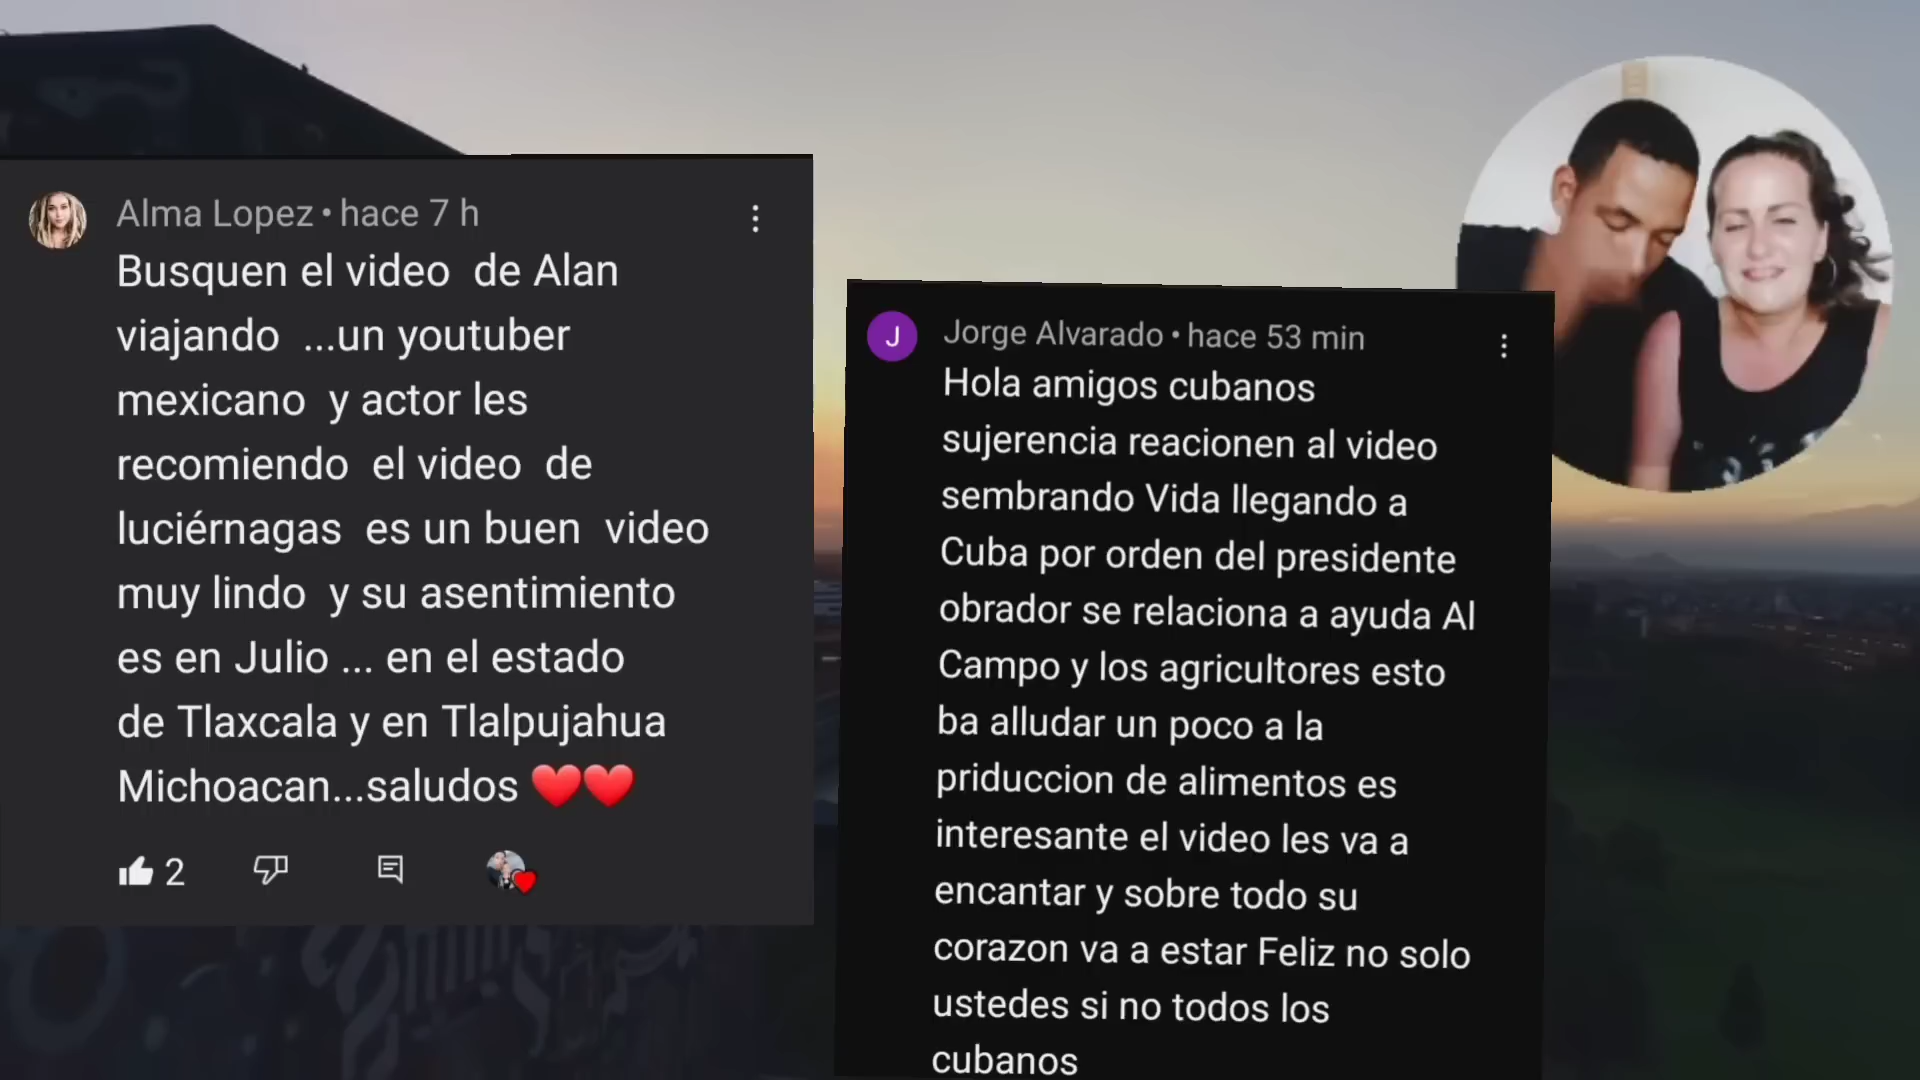 Alma Lopez • hace 7 h
Busquen el video de Alan
viajando ...un youtuber
mexicano y actor les
recomiendo el video de
luciérnagas es un buen video
muy lindo y su asentimiento
es en Julio ... en el estado
de Tlaxcala y en Tlalpujahua
Michoacan...saludos ❤️❤️
2
J
Jorge Alvarado • hace 53 min
Hola amigos cubanos
sujerencia reacionen al video
sembrando Vida llegando a
Cuba por orden del presidente
obrador se relaciona a ayuda Al
Campo y los agricultores esto
ba alludar un poco a la
priduccion de alimentos es
interesante el video les va a
encantar y sobre todo su
corazon va a estar Feliz no solo
ustedes si no todos los
cubanos